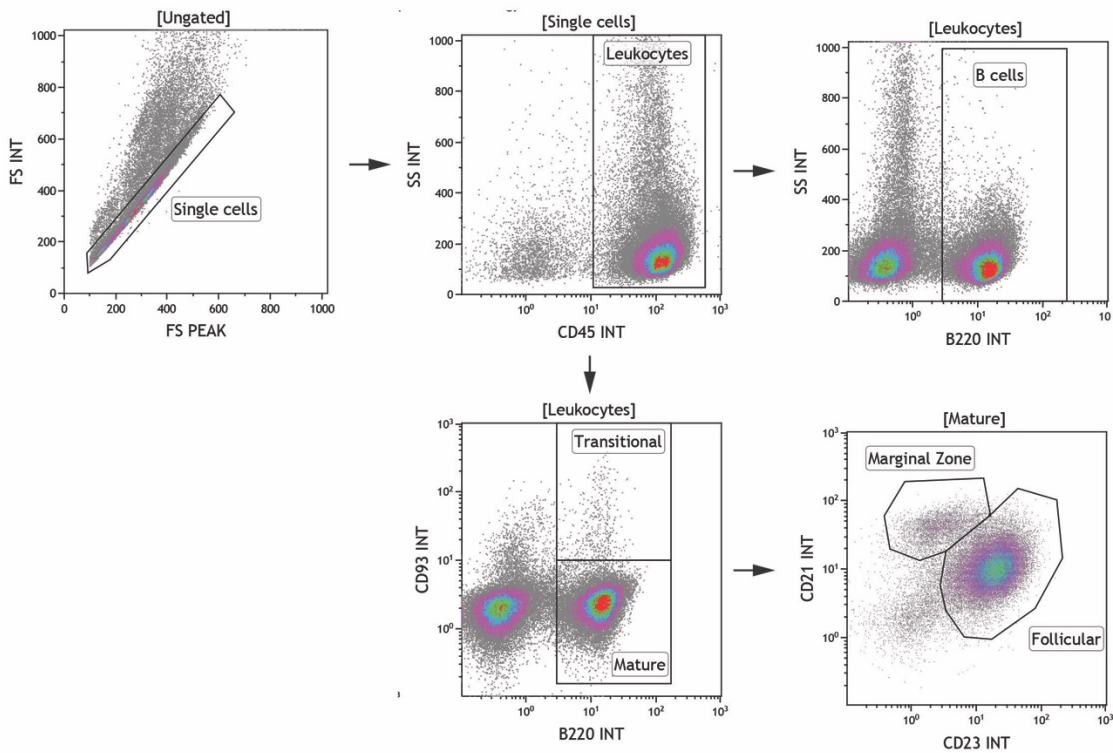 [Ungated]
1000
800
600
400
200
0
FS INT
Single cells
0 200 400 600 800 1000
FS PEAK
[Single cells]
Leukocytes
1000
800
600
400
200
0
SS INT
10⁰ 10¹ 10² 10³
CD45 INT
[Leukocytes]
B cells
1000
800
600
400
200
0
SS INT
10⁰ 10¹ 10² 10
B220 INT
[Leukocytes]
Transitional
10³
10²
10¹
10⁰
CD93 INT
Mature
10⁰ 10¹ 10² 10³
B220 INT
[Mature]
Marginal Zone
10³
10²
10¹
10⁰
CD21 INT
Follicular
10⁰ 10¹ 10² 10³
CD23 INT